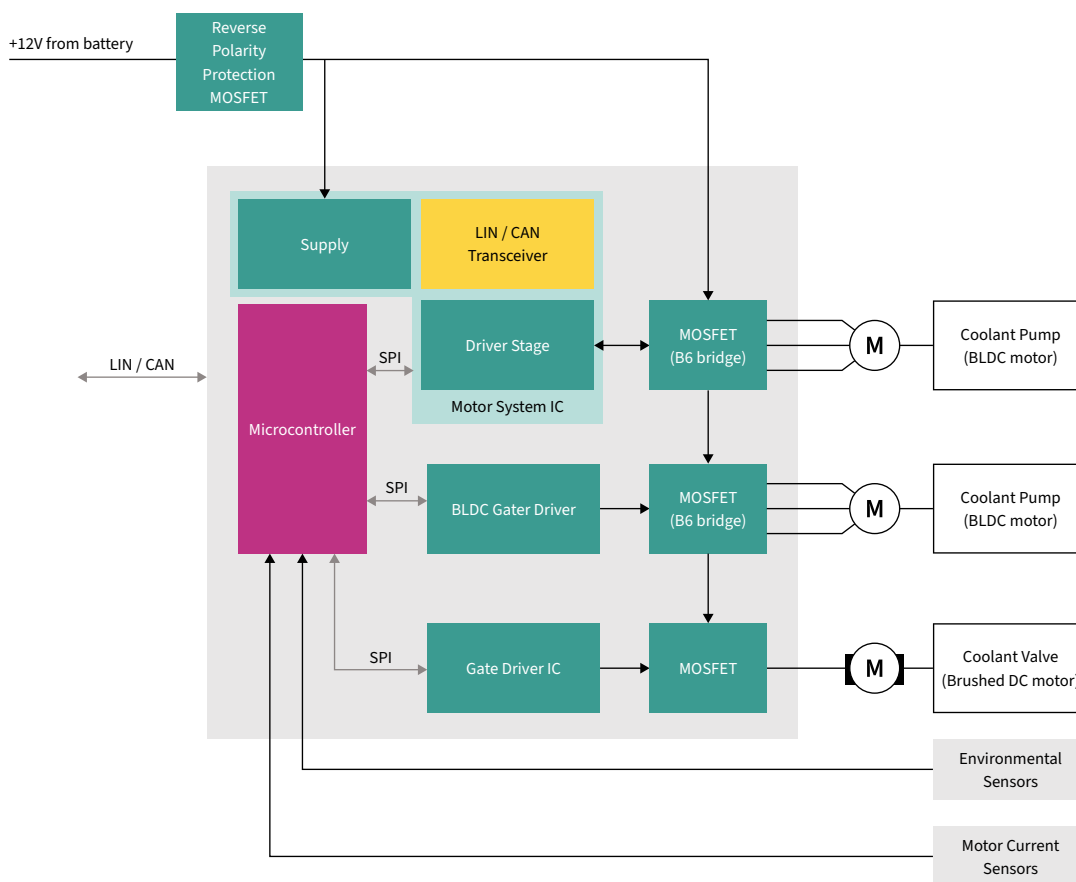 +12V from battery
Reverse
Polarity
Protection
MOSFET
Supply
LIN / CAN
Transceiver
Driver Stage
Motor System IC
MOSFET
(B6 bridge)
M
Coolant Pump
(BLDC motor)
LIN / CAN
SPI
Microcontroller
SPI
BLDC Gater Driver
MOSFET
(B6 bridge)
M
Coolant Pump
(BLDC motor)
SPI
Gate Driver IC
MOSFET
M
Coolant Valve
(Brushed DC motor)
Environmental
Sensors
Motor Current
Sensors